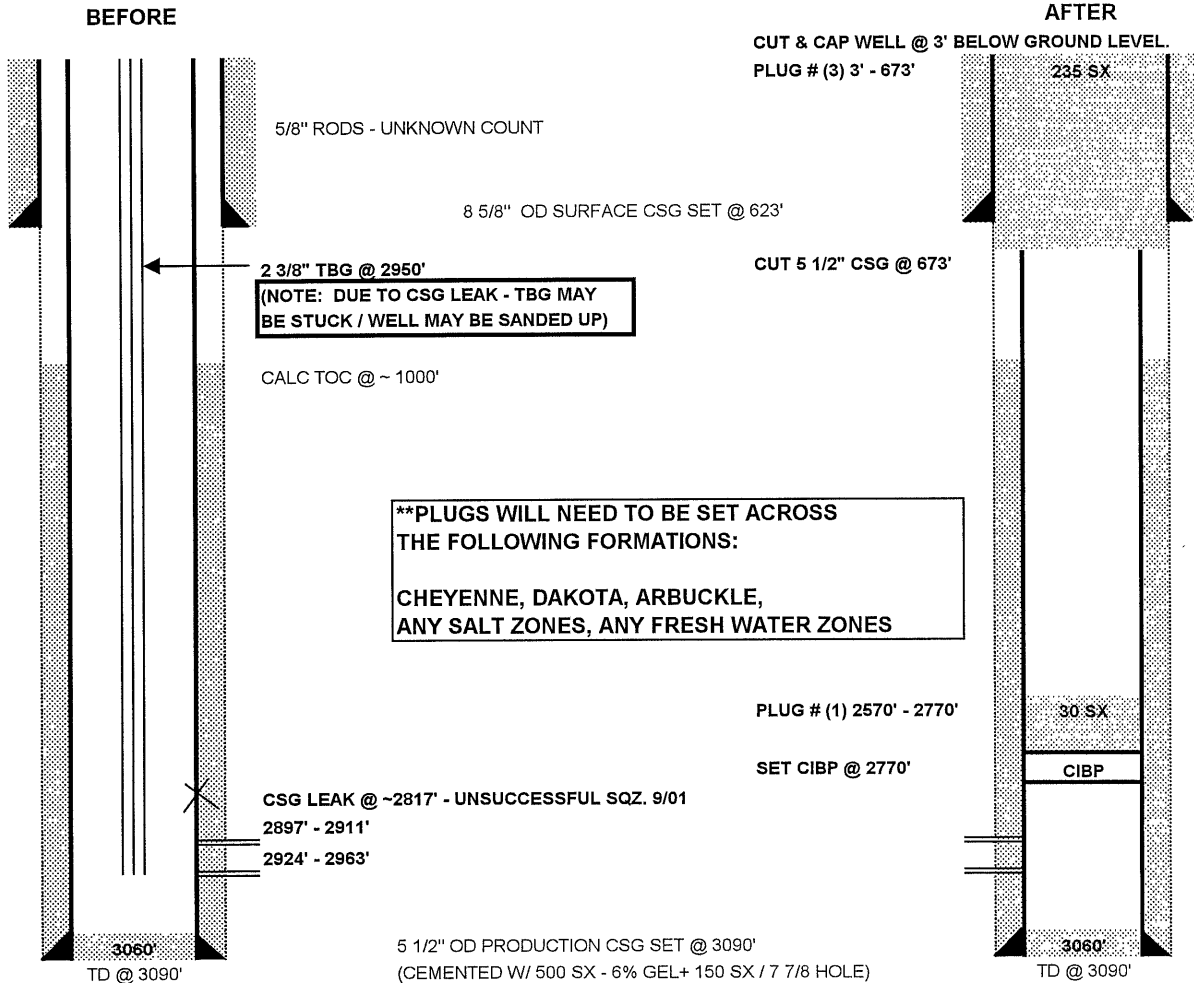 BEFORE
AFTER
CUT & CAP WELL @ 3' BELOW GROUND LEVEL.
PLUG # (3) 3' - 673'
235 SX
5/8" RODS - UNKNOWN COUNT
8 5/8" OD SURFACE CSG SET @ 623'
2 3/8" TBG @ 2950'
CUT 5 1/2" CSG @ 673'
(NOTE: DUE TO CSG LEAK - TBG MAY
BE STUCK / WELL MAY BE SANDED UP)
CALC TOC @ ~ 1000'
**PLUGS WILL NEED TO BE SET ACROSS
THE FOLLOWING FORMATIONS:
CHEYENNE, DAKOTA, ARBUCKLE,
ANY SALT ZONES, ANY FRESH WATER ZONES
PLUG # (1) 2570' - 2770'
30 SX
SET CIBP @ 2770'
CIBP
CSG LEAK @ ~2817' - UNSUCCESSFUL SQZ. 9/01
2897' - 2911'
2924' - 2963'
3060'
TD @ 3090'
5 1/2" OD PRODUCTION CSG SET @ 3090'
(CEMENTED W/ 500 SX - 6% GEL+ 150 SX / 7 7/8 HOLE)
3060'
TD @ 3090'